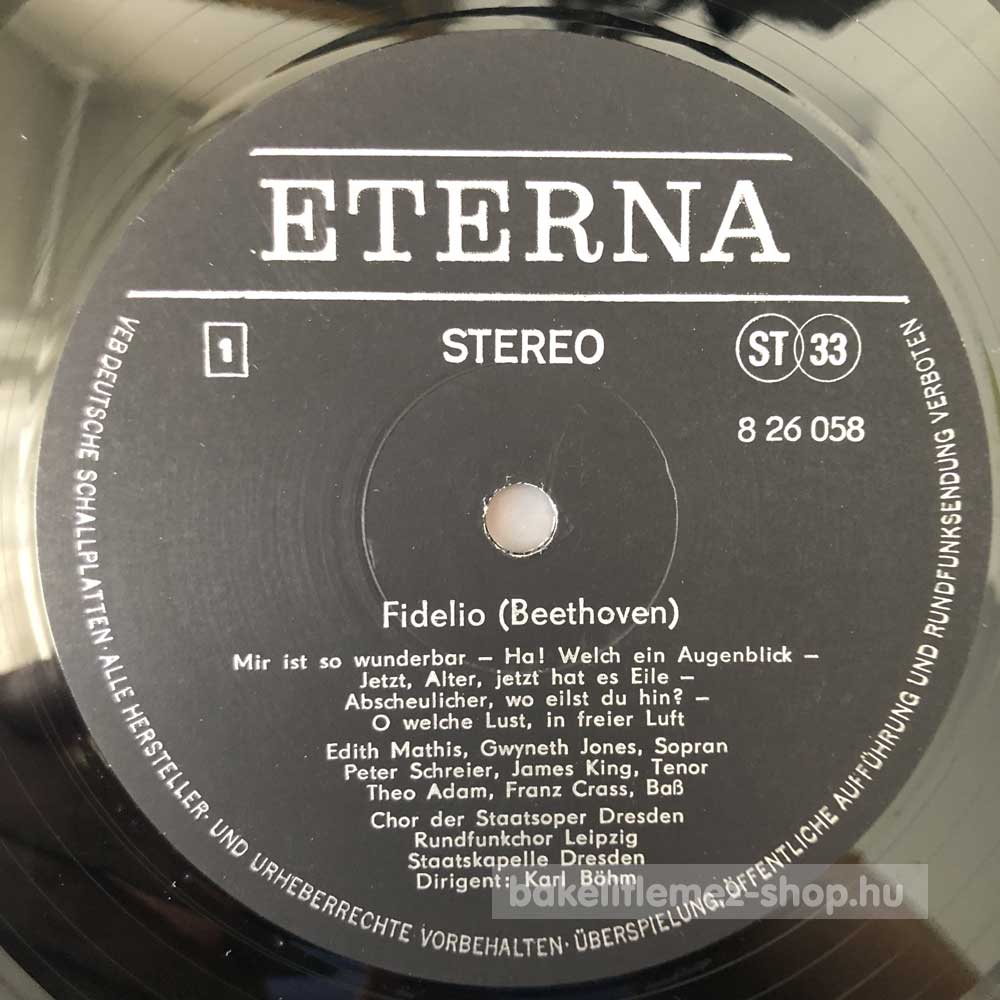 ETERNA
1
STEREO
ST 33
8 26 058
Fidelio (Beethoven)
Mir ist so wunderbar – Ha! Welch ein Augenblick –
Jetzt, Alter, jetzt hat es Eile –
Abscheulicher, wo eilst du hin? –
O welche Lust, in freier Luft
Edith Mathis, Gwyneth Jones, Sopran
Peter Schreier, James King, Tenor
Theo Adam, Franz Crass, Baß
Chor der Staatsoper Dresden
Rundfunkchor Leipzig
Staatskapelle Dresden
Dirigent: Karl Böhm
VEB DEUTSCHE SCHALLPLATTEN · ALLE HERSTELLER- UND URHEBERRECHTE VORBEHALTEN · ÜBERSPIELUNG, ÖFFENTLICHE AUFFÜHRUNG UND RUNDFUNKSENDUNG VERBOTEN
bakelitlemez-shop.hu